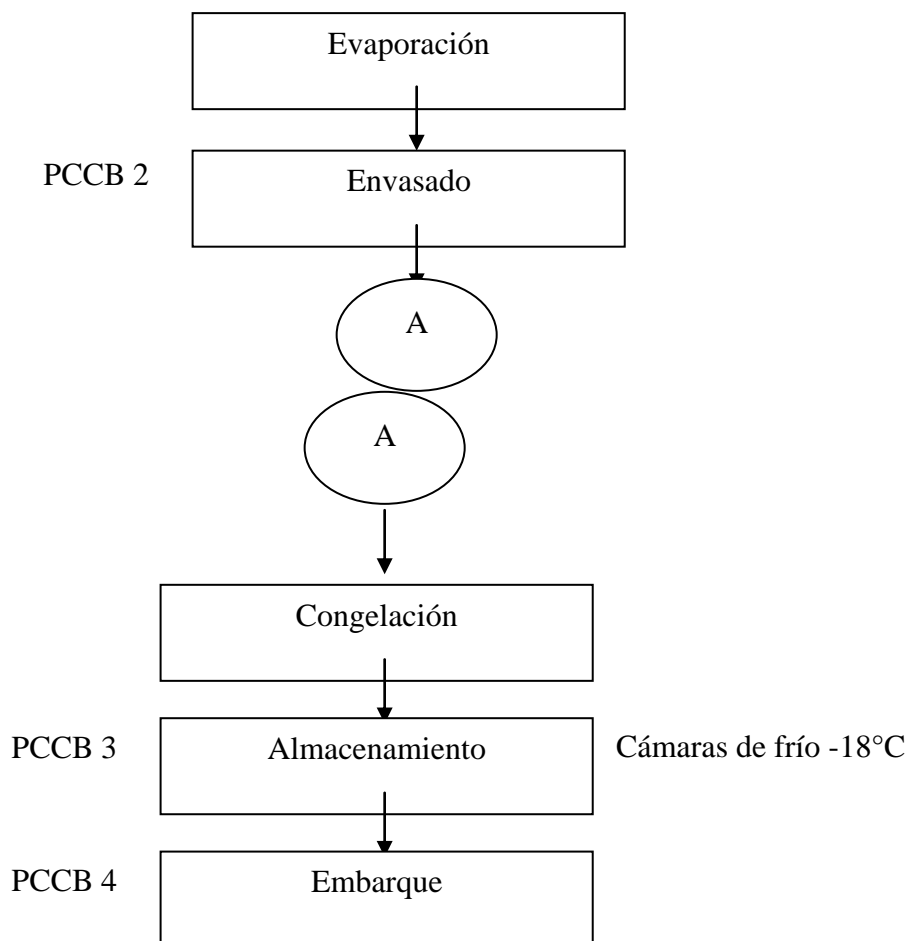 Evaporación
PCCB 2
Envasado
A
A
Congelación
PCCB 3
Almacenamiento
Cámaras de frío -18°C
PCCB 4
Embarque